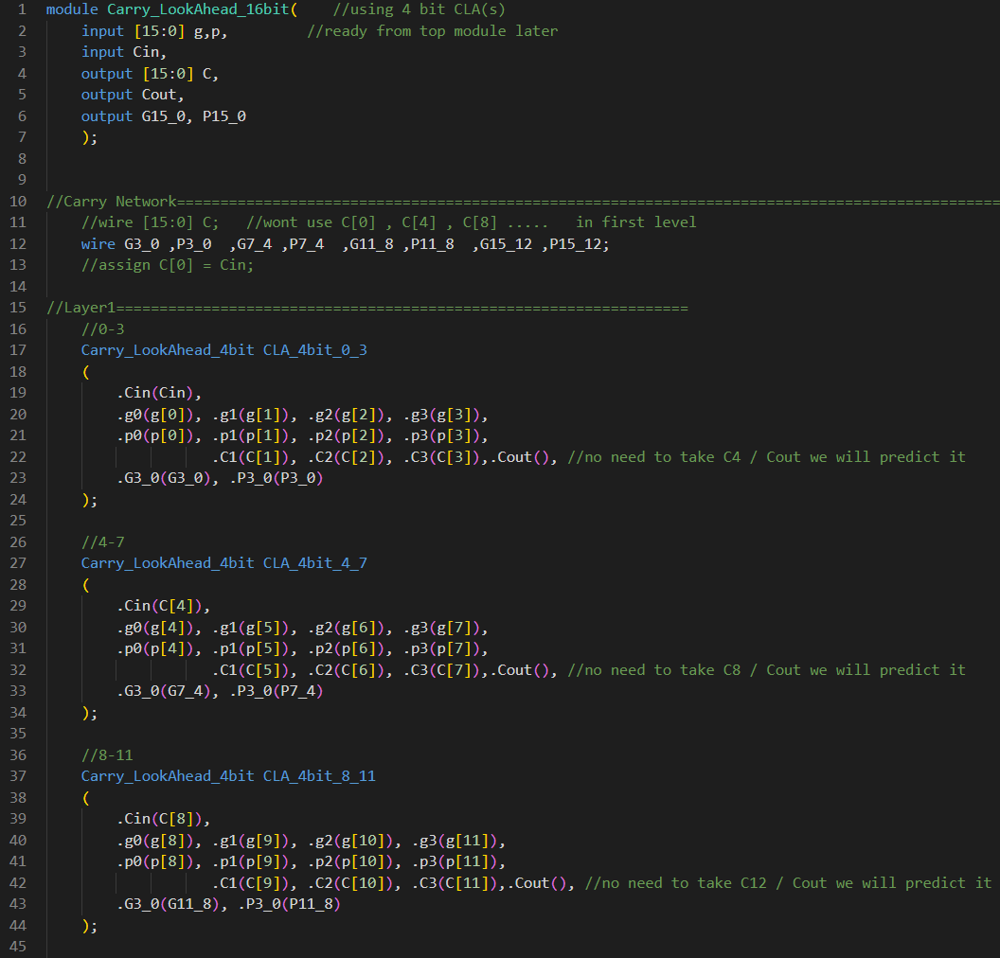 1 module Carry_LookAhead_16bit(    //using 4 bit CLA(s)
2     input [15:0] g,p,         //ready from top module later
3     input Cin,
4     output [15:0] C,
5     output Cout,
6     output G15_0, P15_0
7     );
8
9
10 //Carry Network===============================================================================================
11     //wire [15:0] C;   //wont use C[0] , C[4] , C[8] .....   in first level
12     wire G3_0 ,P3_0  ,G7_4 ,P7_4  ,G11_8 ,P11_8  ,G15_12 ,P15_12;
13     //assign C[0] = Cin;
14
15 //Layer1==================================================================
16     //0-3
17     Carry_LookAhead_4bit CLA_4bit_0_3
18     (
19         .Cin(Cin),
20         .g0(g[0]), .g1(g[1]), .g2(g[2]), .g3(g[3]),
21         .p0(p[0]), .p1(p[1]), .p2(p[2]), .p3(p[3]),
22                    .C1(C[1]), .C2(C[2]), .C3(C[3]),.Cout(), //no need to take C4 / Cout we will predict it
23         .G3_0(G3_0), .P3_0(P3_0)
24     );
25
26     //4-7
27     Carry_LookAhead_4bit CLA_4bit_4_7
28     (
29         .Cin(C[4]),
30         .g0(g[4]), .g1(g[5]), .g2(g[6]), .g3(g[7]),
31         .p0(p[4]), .p1(p[5]), .p2(p[6]), .p3(p[7]),
32                    .C1(C[5]), .C2(C[6]), .C3(C[7]),.Cout(), //no need to take C8 / Cout we will predict it
33         .G3_0(G7_4), .P3_0(P7_4)
34     );
35
36     //8-11
37     Carry_LookAhead_4bit CLA_4bit_8_11
38     (
39         .Cin(C[8]),
40         .g0(g[8]), .g1(g[9]), .g2(g[10]), .g3(g[11]),
41         .p0(p[8]), .p1(p[9]), .p2(p[10]), .p3(p[11]),
42                    .C1(C[9]), .C2(C[10]), .C3(C[11]),.Cout(), //no need to take C12 / Cout we will predict it
43         .G3_0(G11_8), .P3_0(P11_8)
44     );
45